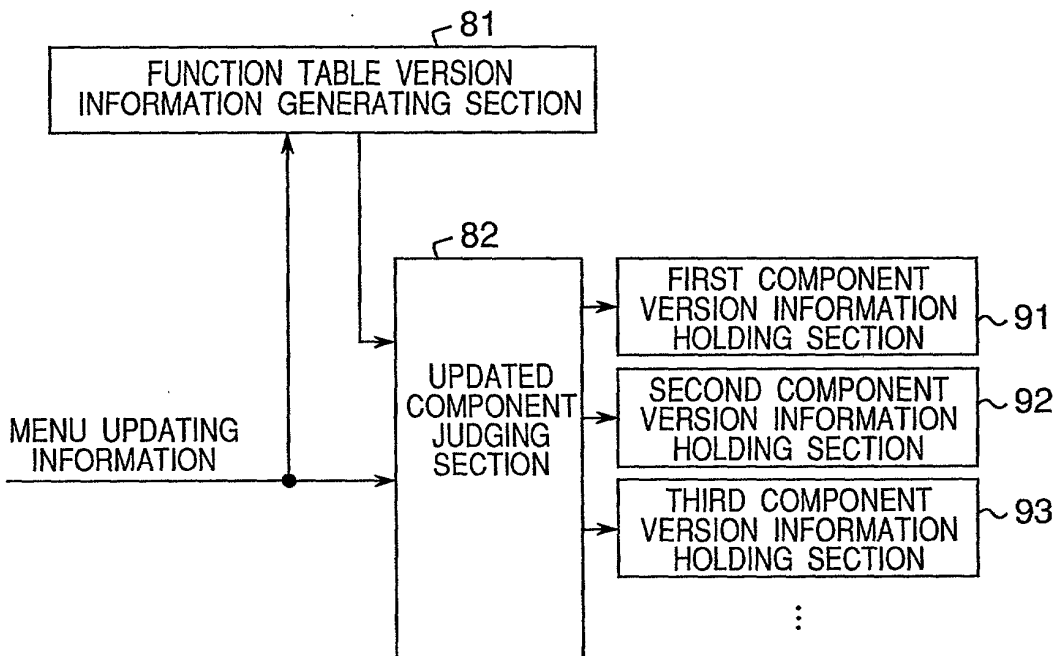 81
FUNCTION TABLE VERSION
INFORMATION GENERATING SECTION
82
UPDATED
COMPONENT
JUDGING
SECTION
MENU UPDATING
INFORMATION
FIRST COMPONENT
VERSION INFORMATION
HOLDING SECTION
91
SECOND COMPONENT
VERSION INFORMATION
HOLDING SECTION
92
THIRD COMPONENT
VERSION INFORMATION
HOLDING SECTION
93